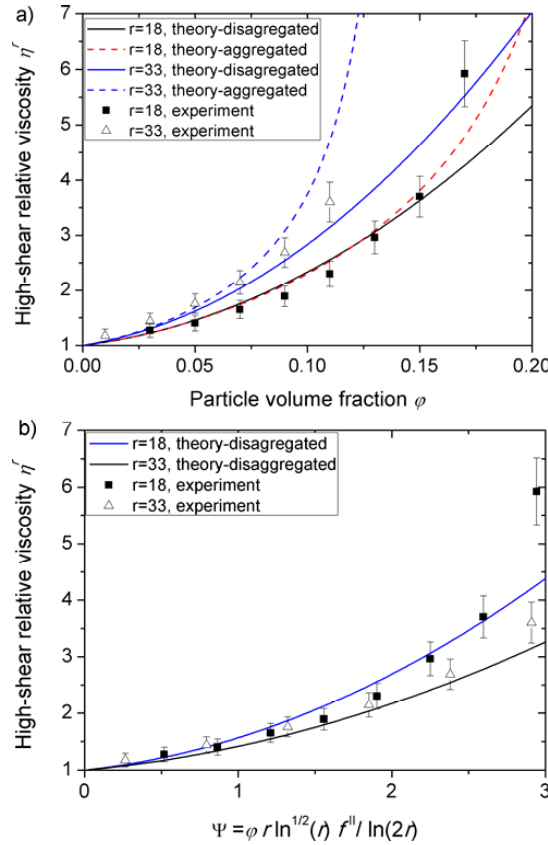 a)
7
6
5
4
3
2
1
High-shear relative viscosity ηʳ
r=18, theory-disagregated
r=18, theory-aggregated
r=33, theory-disagregated
r=33, theory-aggregated
r=18, experiment
r=33, experiment
0.00 0.05 0.10 0.15 0.20
Particle volume fraction φ
b)
7
6
5
4
3
2
1
High-shear relative viscosity ηʳ
r=18, theory-disagregated
r=33, theory-disaggregated
r=18, experiment
r=33, experiment
0 1 2 3
Ψ = φ r ln^{1/2}(r) f^{||} / ln(2r)